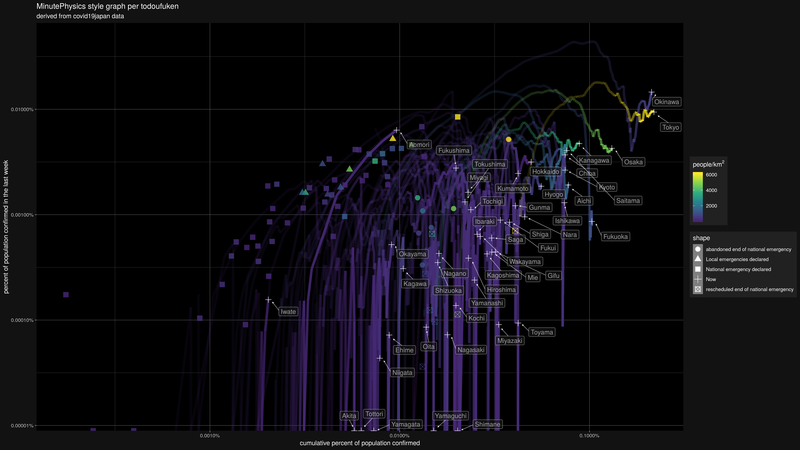 MinutePhysics style graph per todoufuken
derived from covid19japan data
Okinawa
0.01000%
Tokyo
Aomori
Fukushima
Kanagawa
Osaka
Tokushima
people/km²
Hokkaido
Chiba
6000
Miyagi
Kyoto
4000
Kumamoto
Hyogo
Saitama
2000
Tochigi
Aichi
Gunma
0.00100%
Ibaraki
Ishikawa
Shiga
Nara
Fukuoka
shape
Saga
Fukui
abandoned end of national emergency
Okayama
Wakayama
Local emergencies declared
Nagano
Kagoshima
Gifu
National emergency declared
Kagawa
Mie
Now
Shizuoka
Hiroshima
rescheduled end of national emergency
Yamanashi
Iwate
Kochi
0.00010%
Toyama
Miyazaki
Ehime
Oita
Nagasaki
Niigata
Akita
Tottori
Yamaguchi
Yamagata
Shimane
0.00001%
0.0010%
0.0100%
0.1000%
cumulative percent of population confirmed
percent of population confirmed in the last week